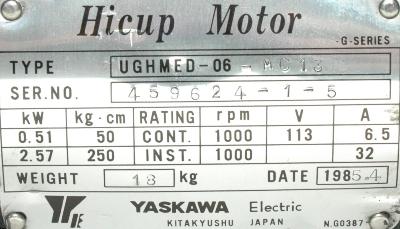 Hicup Motor
-G-SERIES
TYPE UGHMED-06-MC13
SER.NO. 459624-1-5
kW kg·cm RATING rpm V A
0.51 50 CONT. 1000 113 6.5
2.57 250 INST. 1000 32
WEIGHT 18 kg DATE 1985.4
YASKAWA Electric
KITAKYUSHU JAPAN N.G0387-